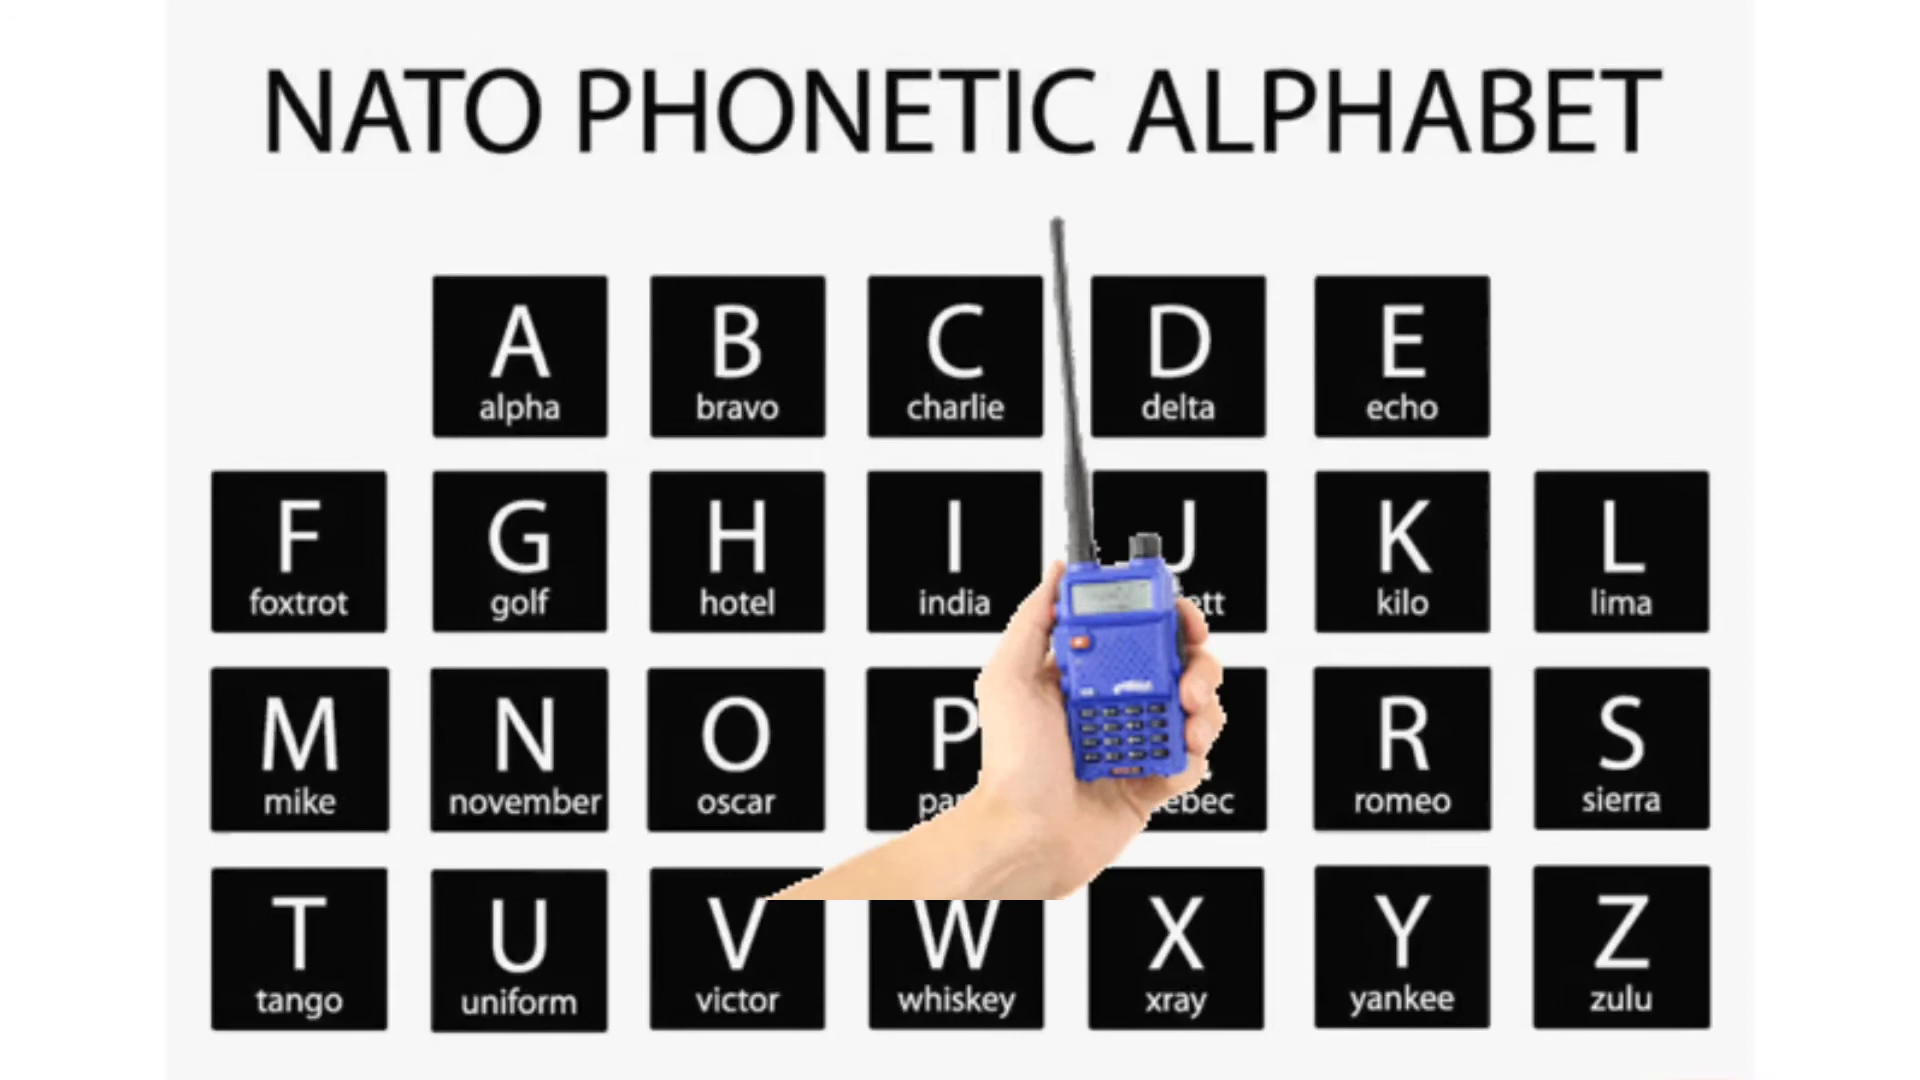 NATO PHONETIC ALPHABET
A B C D E
alpha bravo charlie delta echo
F G H I J K L
foxtrot golf hotel india kilo lima
M N O P R S
mike november oscar romeo sierra
T U V W X Y Z
tango uniform victor whiskey xray yankee zulu